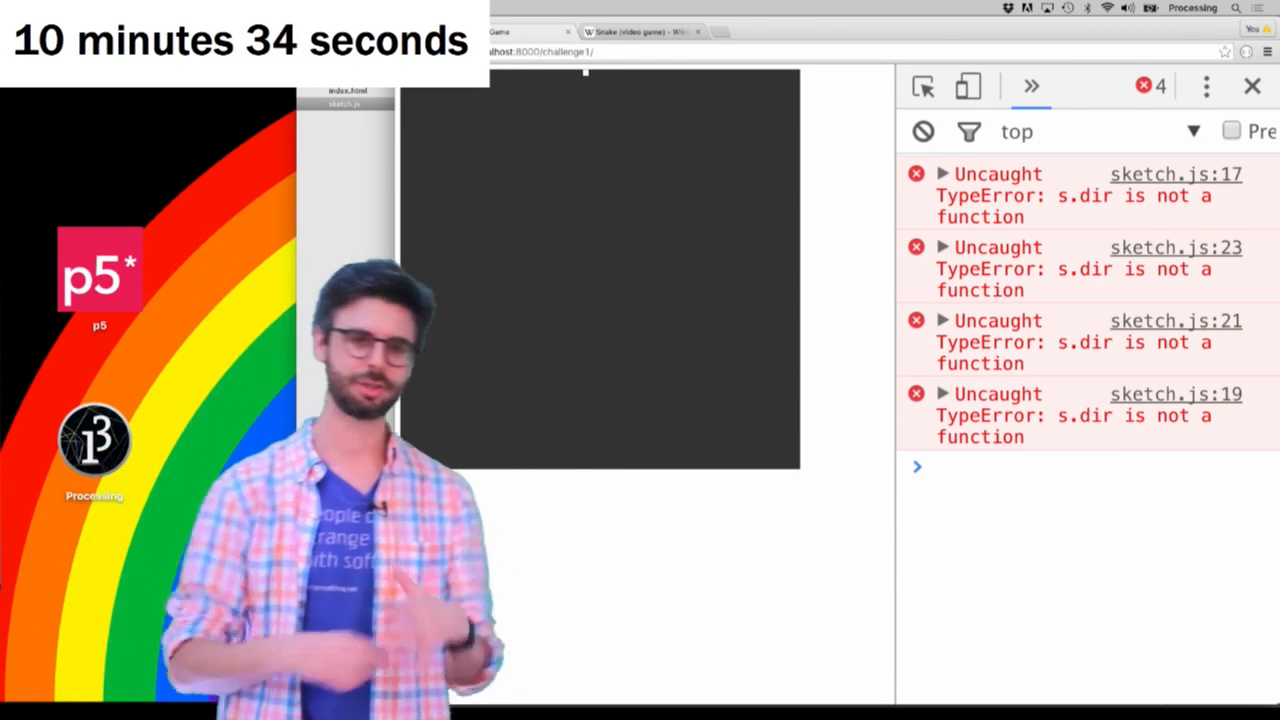 10 minutes 34 seconds
Processing
Game
Snake (video game) - Wiki
You
lhost:8000/challenge1/
index.html
sketch.js
4
top
Pre
Uncaught sketch.js:17
TypeError: s.dir is not a
function
Uncaught sketch.js:23
TypeError: s.dir is not a
function
Uncaught sketch.js:21
TypeError: s.dir is not a
function
Uncaught sketch.js:19
TypeError: s.dir is not a
function
p5*
p5
Processing
eople
range
ith soft